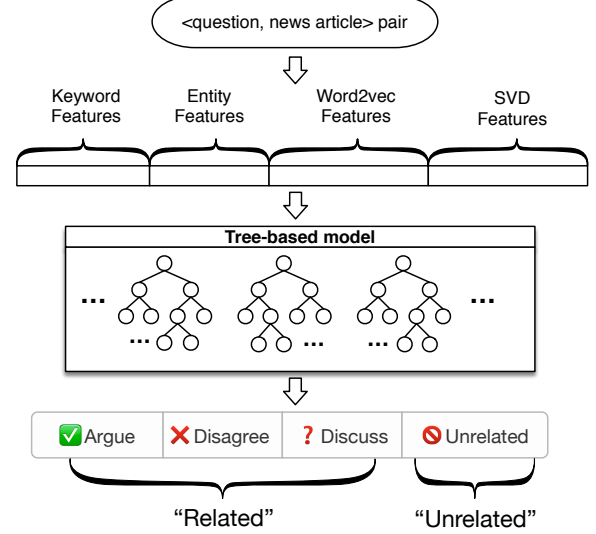 <question, news article> pair
Keyword Features
Entity Features
Word2vec Features
SVD Features
Tree-based model
... ...
... ... ...
✅ Argue ❌ Disagree ❓ Discuss 🚫 Unrelated
“Related” “Unrelated”